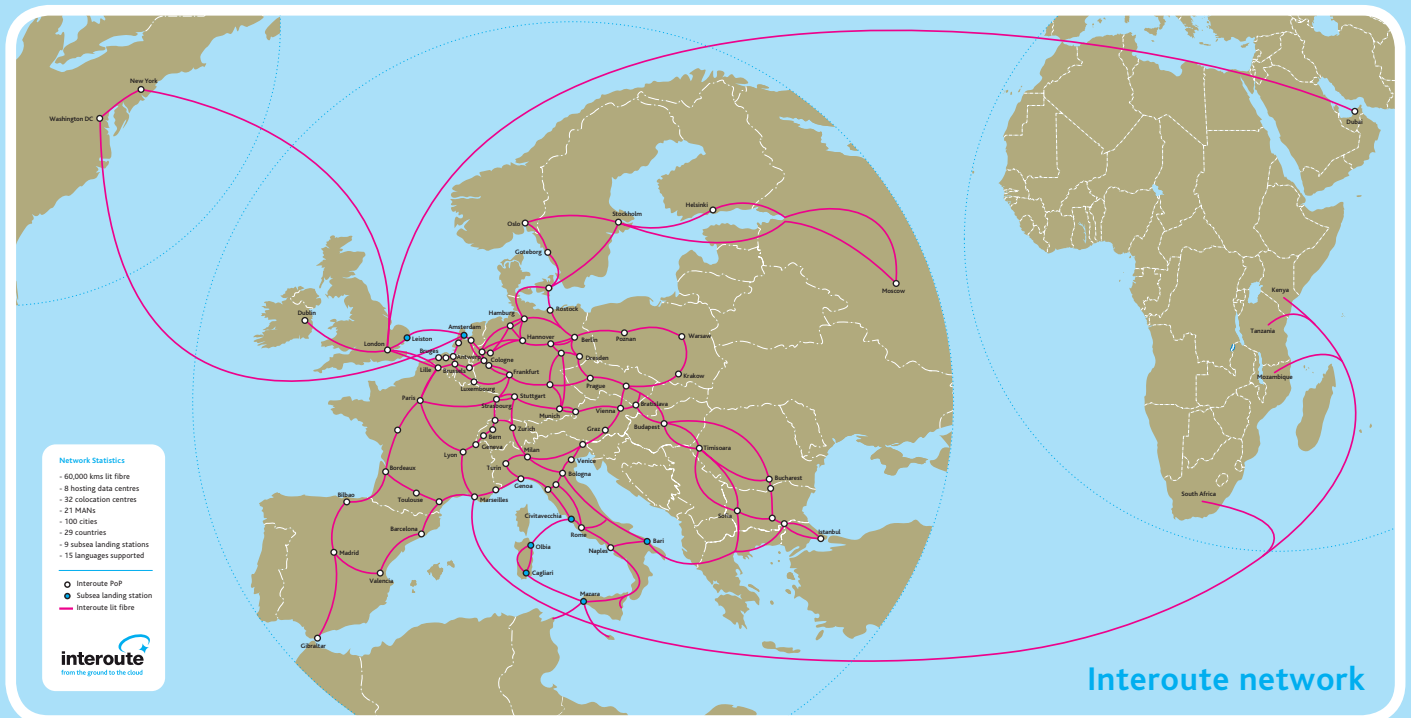 New York
Washington DC
Dubai
Helsinki
Stockholm
Oslo
Goteborg
Moscow
Kenya
Dublin
Hamburg
Rostock
Tanzania
Amsterdam
London
Leiston
Hannover
Berlin
Poznan
Warsaw
Bruges
Antwerp
Cologne
Dresden
Lille
Brussels
Frankfurt
Krakow
Mozambique
Luxembourg
Prague
Paris
Stuttgart
Strasbourg
Munich
Vienna
Bratislava
Bern
Zurich
Graz
Budapest
Geneva
Lyon
Milan
Timisoara
Venice
Turin
Bologna
Bordeaux
Genoa
Bucharest
Bilbao
Toulouse
Marseilles
South Africa
Civitavecchia
Sofia
Barcelona
Rome
Istanbul
Bari
Olbia
Naples
Madrid
Cagliari
Valencia
Mazara
Gibraltar
Network Statistics
- 60,000 kms lit fibre
- 8 hosting data centres
- 32 colocation centres
- 21 MANs
- 100 cities
- 29 countries
- 9 subsea landing stations
- 15 languages supported
Interoute PoP
Subsea landing station
Interoute lit fibre
interoute
from the ground to the cloud
Interoute network